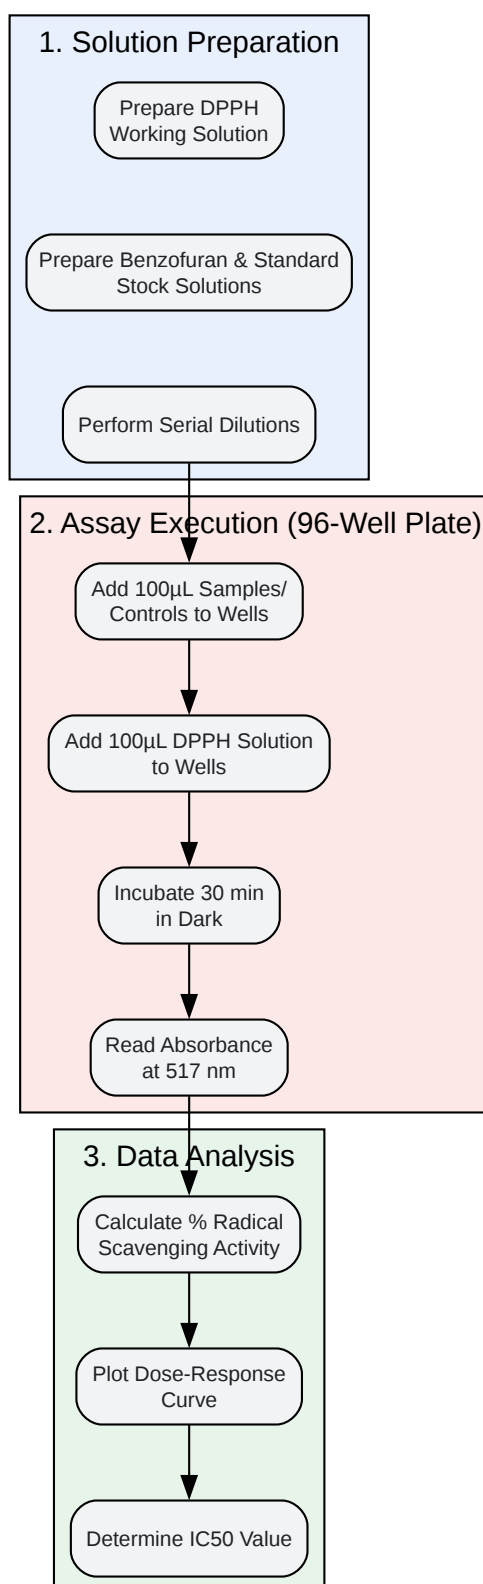 1. Solution Preparation
Prepare DPPH
Working Solution
Prepare Benzofuran & Standard
Stock Solutions
Perform Serial Dilutions
2. Assay Execution (96-Well Plate)
Add 100µL Samples/
Controls to Wells
Add 100µL DPPH Solution
to Wells
Incubate 30 min
in Dark
Read Absorbance
at 517 nm
3. Data Analysis
Calculate % Radical
Scavenging Activity
Plot Dose-Response
Curve
Determine IC50 Value